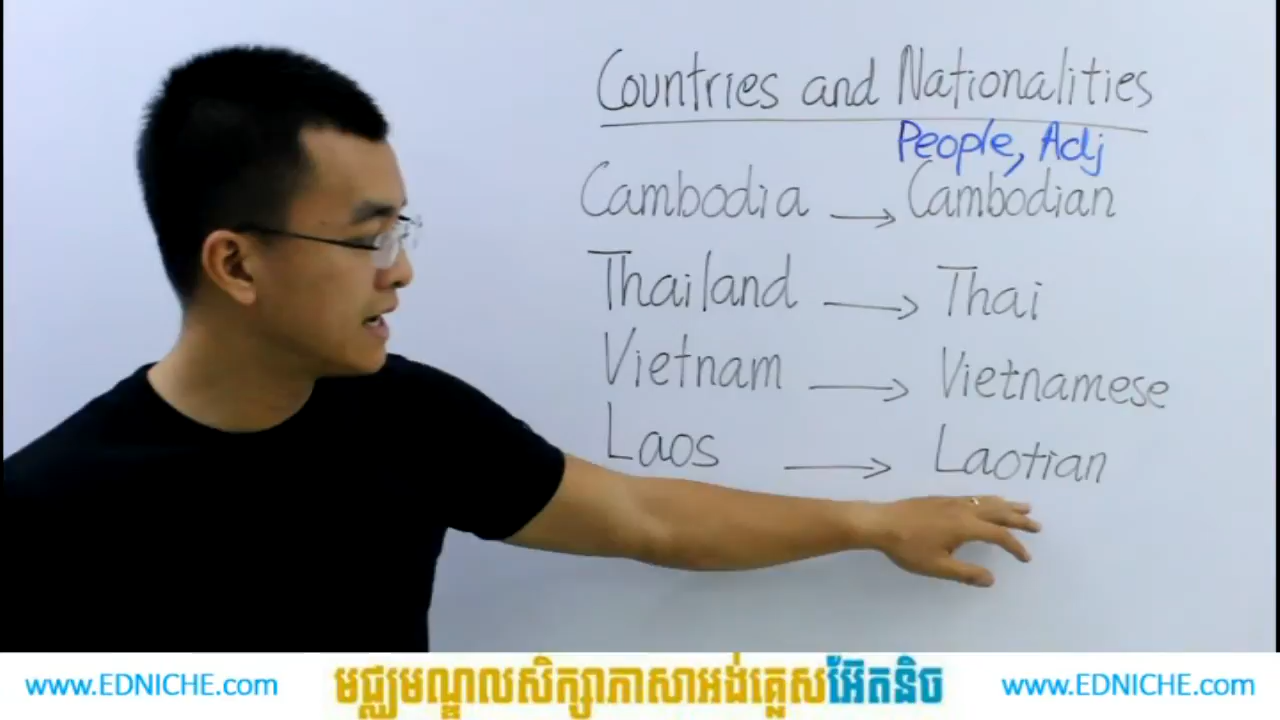 Countries and Nationalities
People, Adj
Cambodia → Cambodian
Thailand → Thai
Vietnam → Vietnamese
Laos → Laotian
www.EDNICHE.com មជ្ឈមណ្ឌលសិក្សាភាសាអង់គ្លេសអ៊ែតនិច www.EDNICHE.com